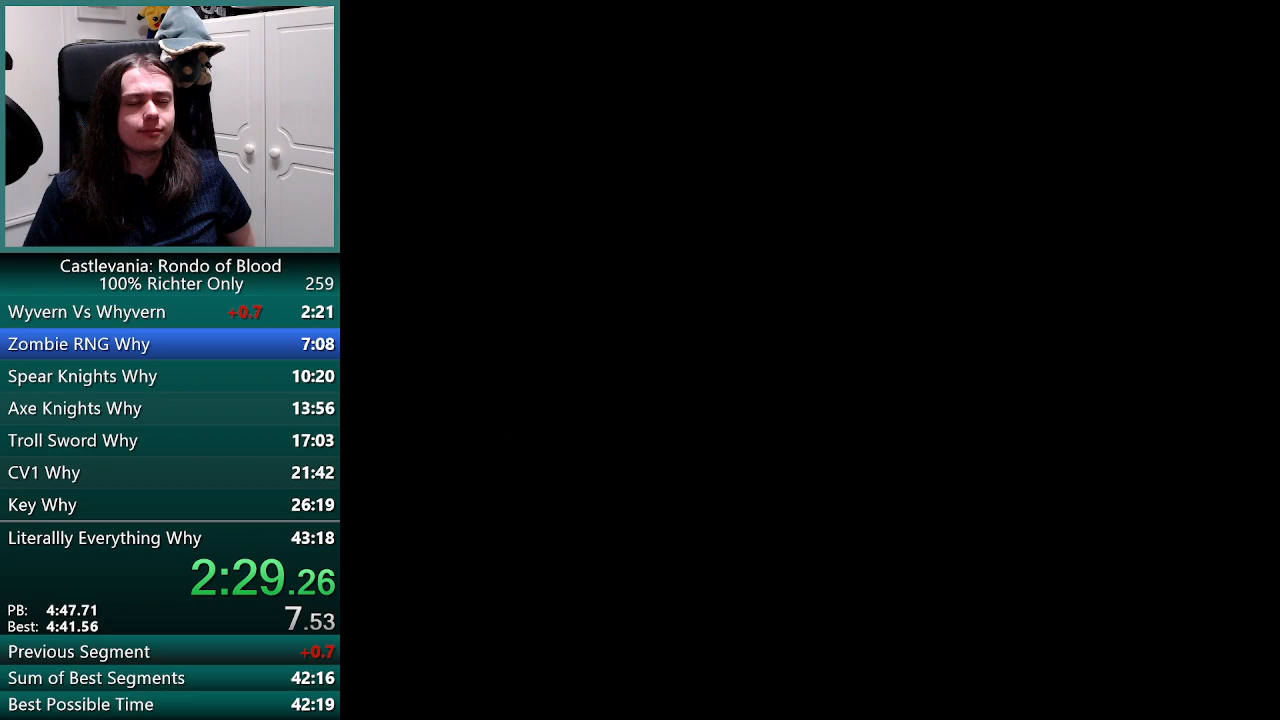 Castlevania: Rondo of Blood
100% Richter Only 259
Wyvern Vs Whyvern +0.7 2:21
Zombie RNG Why 7:08
Spear Knights Why 10:20
Axe Knights Why 13:56
Troll Sword Why 17:03
CV1 Why 21:42
Key Why 26:19
Literallly Everything Why 43:18
2:29.26
PB: 4:47.71
Best: 4:41.56
7.53
Previous Segment +0.7
Sum of Best Segments 42:16
Best Possible Time 42:19